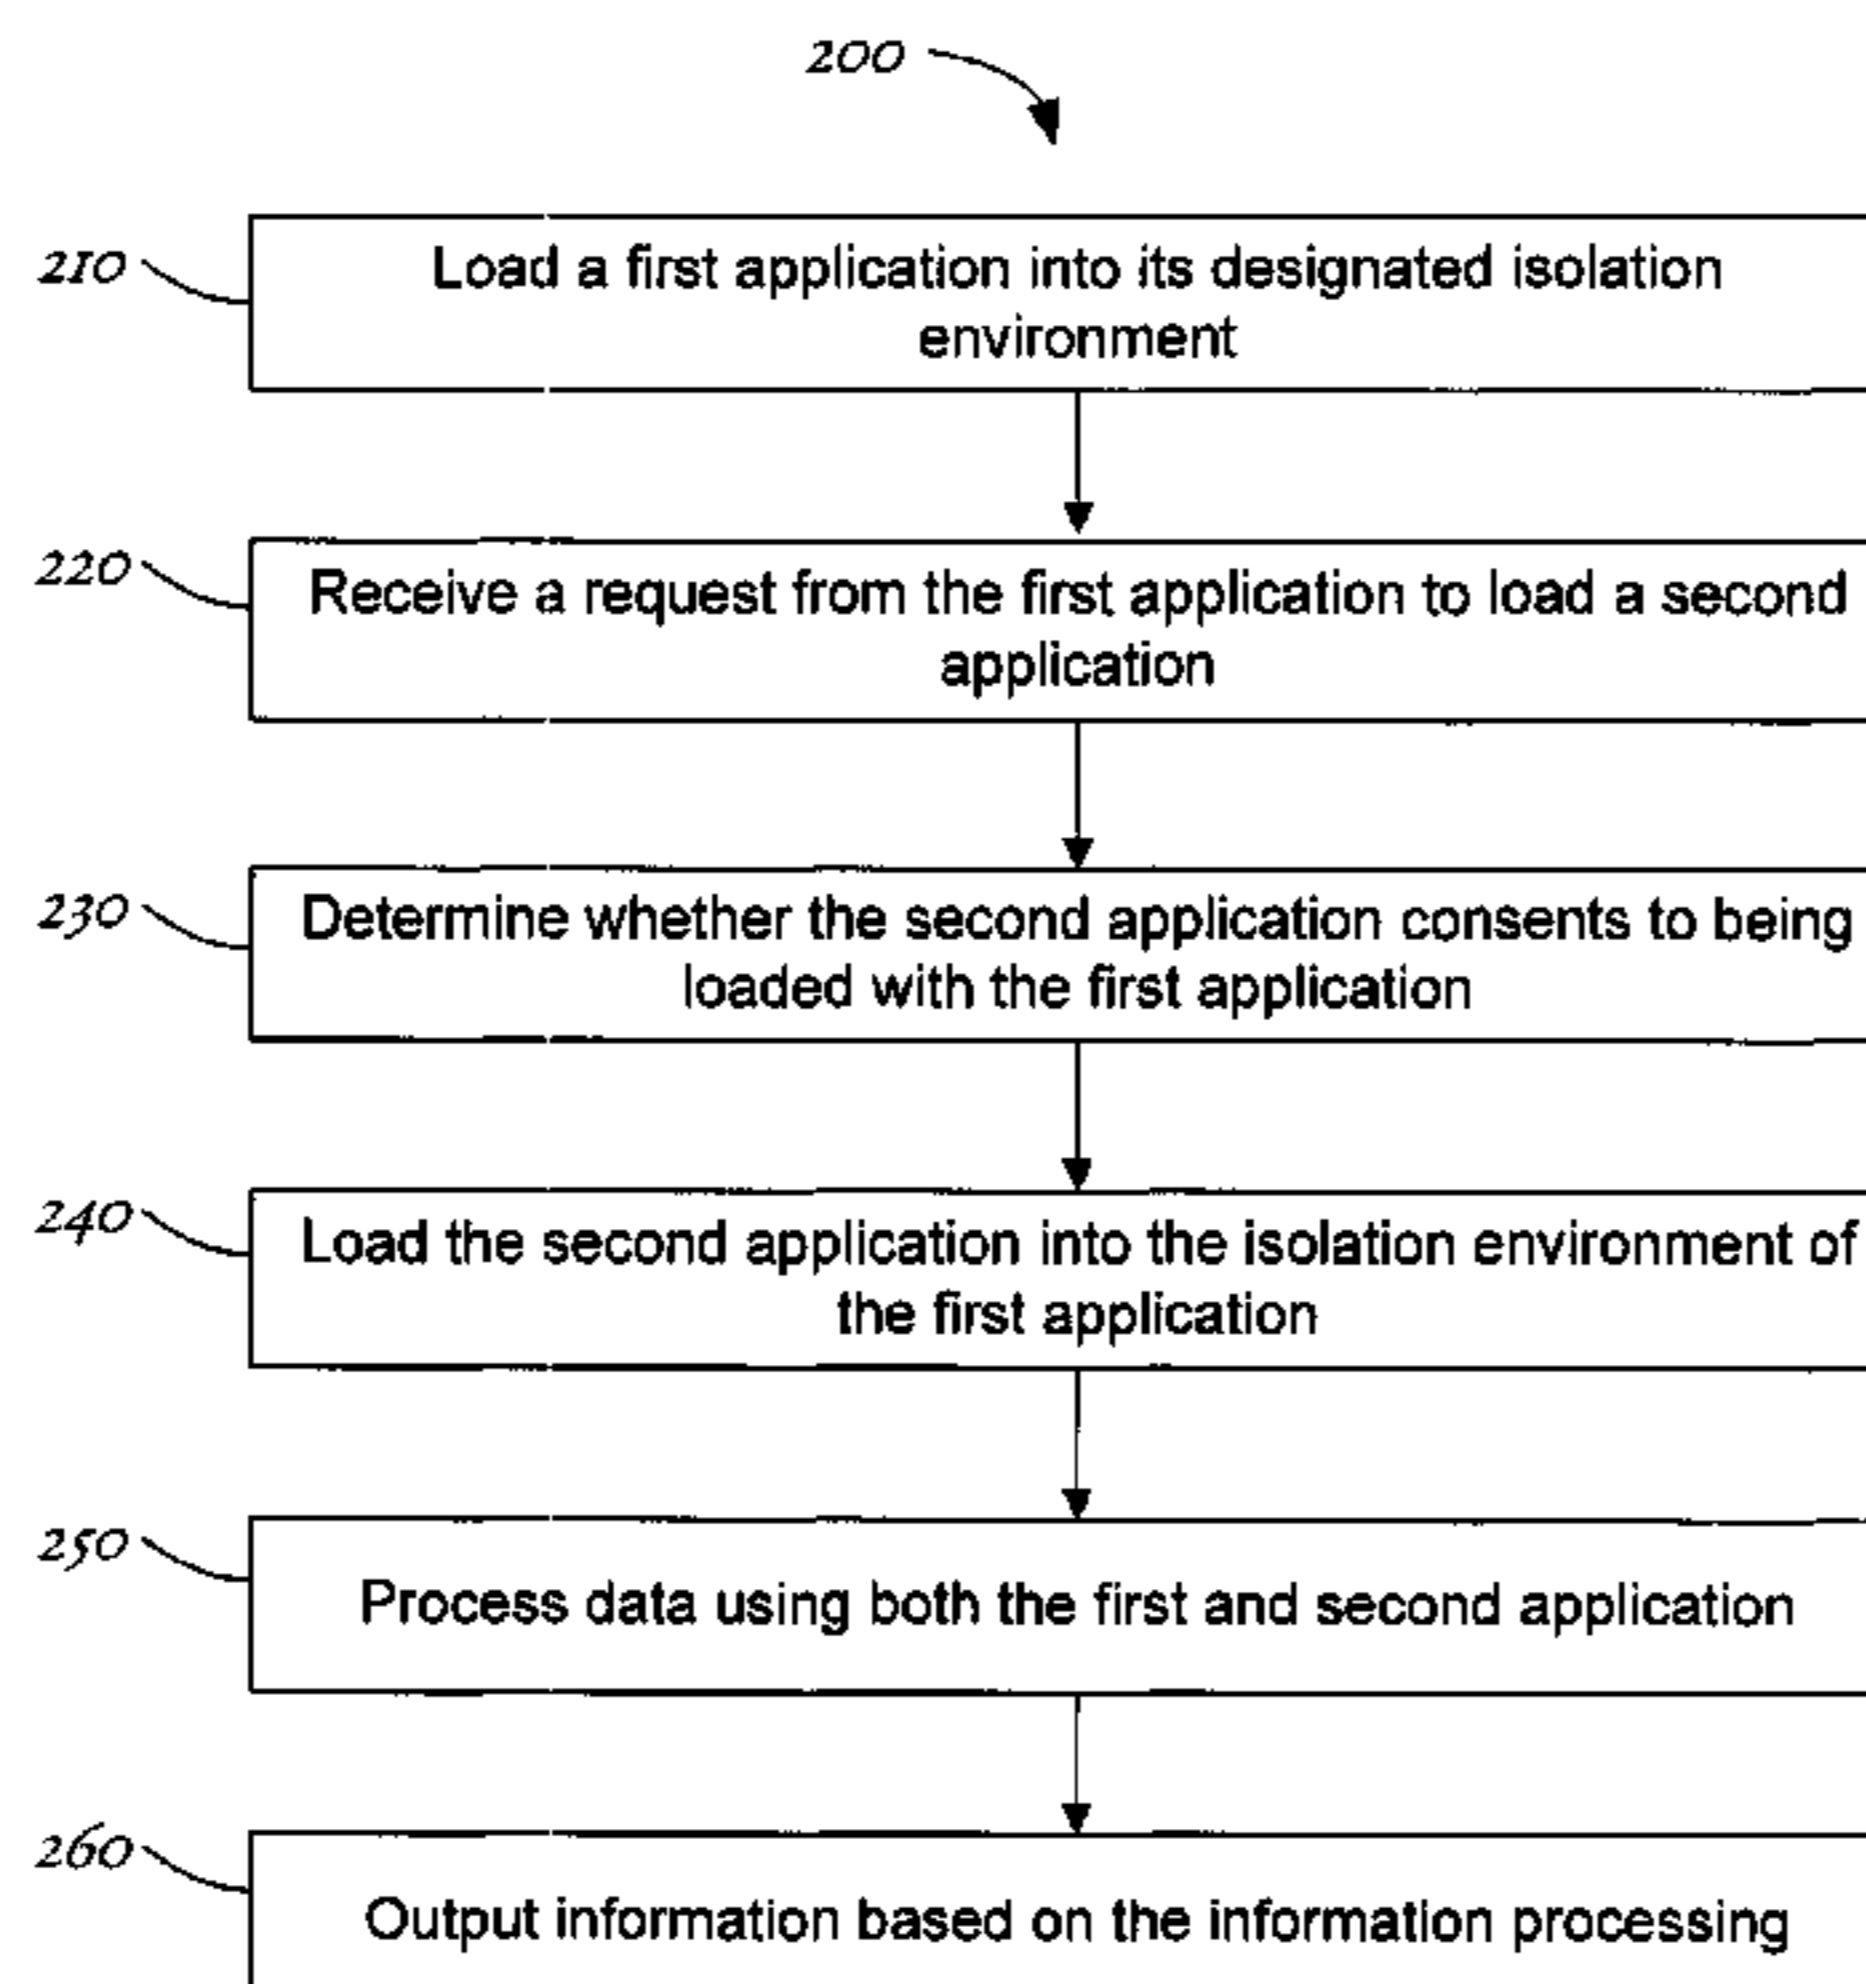 200
210
Load a first application into its designated isolation
environment
220
Receive a request from the first application to load a second
application
230
Determine whether the second application consents to being
loaded with the first application
240
Load the second application into the isolation environment of
the first application
250
Process data using both the first and second application
260
Output information based on the information processing